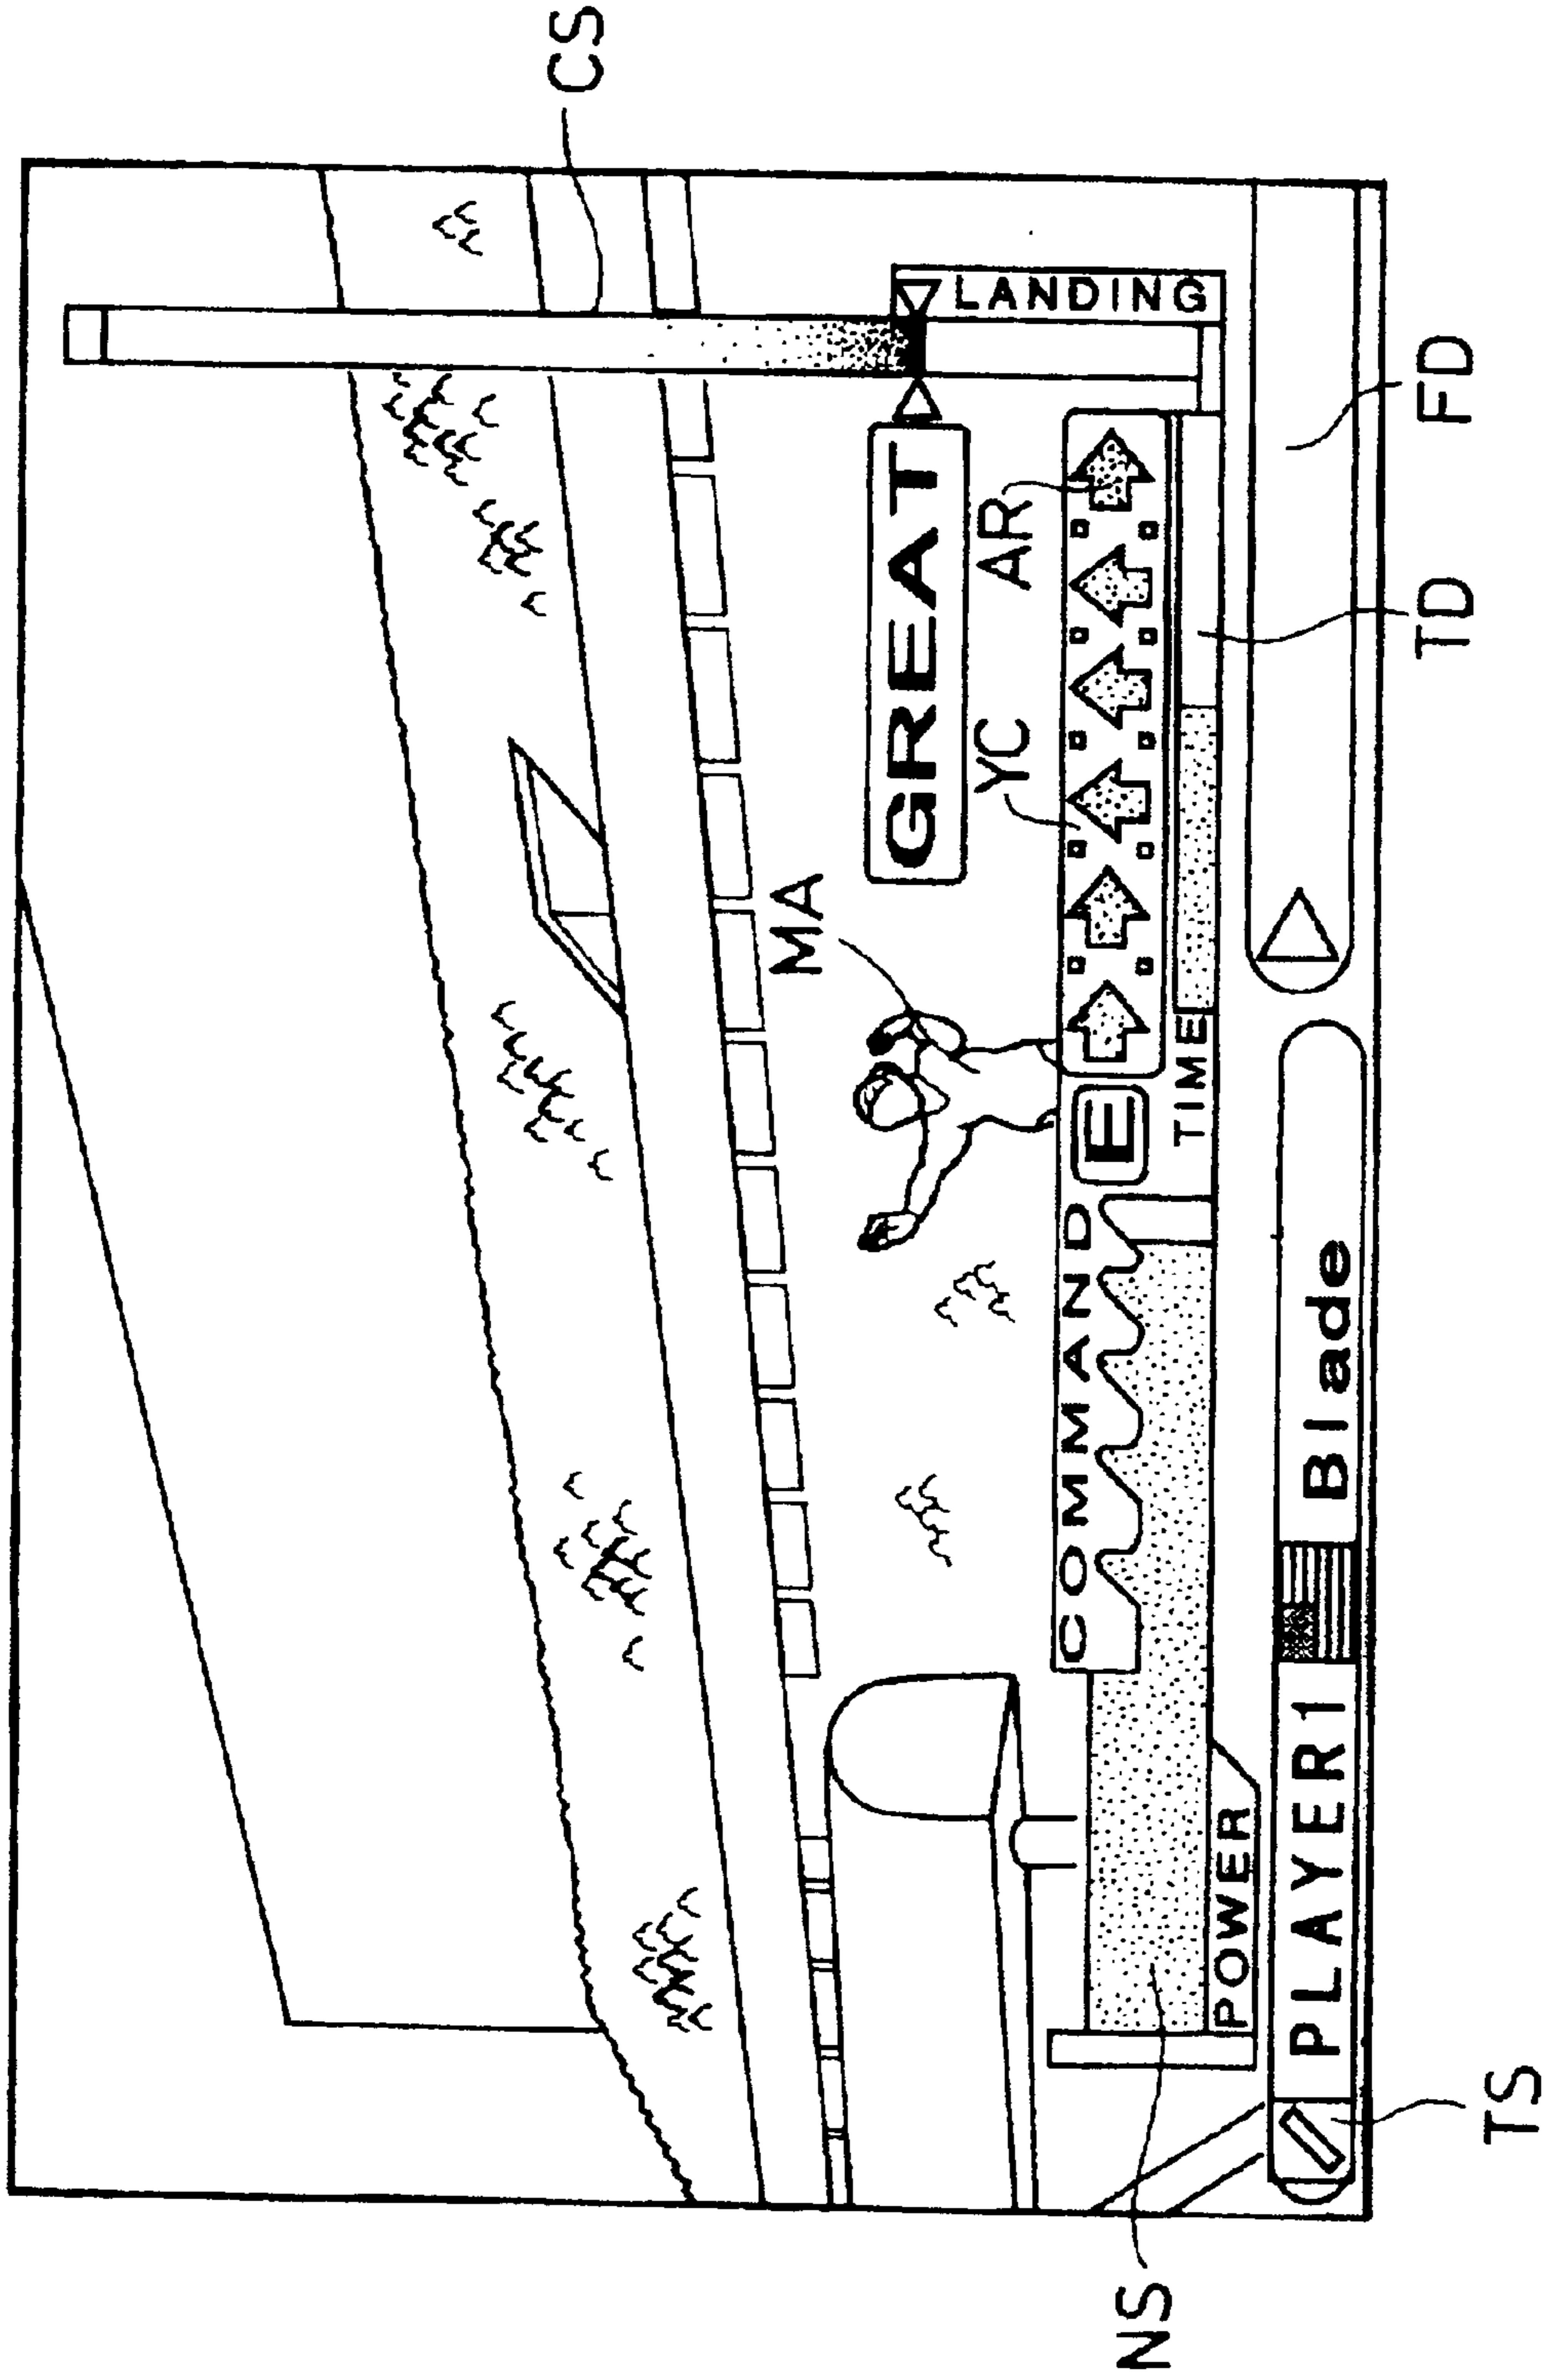 CS
LANDING
GREAT
AR
YC
MA
COMMAND
E
TIME
POWER
PLAYER1
Blade
NS
TS
TD
FD